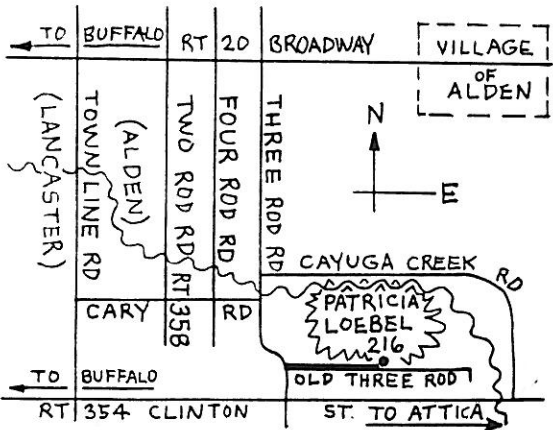 TO BUFFALO RT 20 BROADWAY
VILLAGE
OF
ALDEN
(LANCASTER)
TOWN LINE RD
(ALDEN)
TWO ROD RD RT 358
FOUR ROD RD
THREE ROD RD
N
E
CAYUGA CREEK RD
PATRICIA
LOEBEL
216
CARY RD
OLD THREE ROD
TO BUFFALO
RT 354 CLINTON ST. TO ATTICA